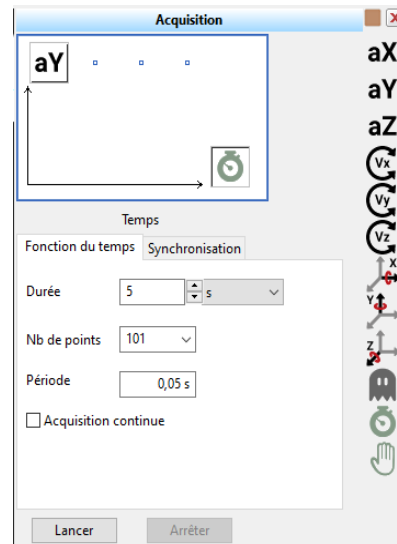 Acquisition
aY
Temps
Fonction du temps
Synchronisation
Durée
5
s
Nb de points
101
Période
0,05 s
Acquisition continue
Lancer
Arrêter
aX
aY
aZ
Vx
Vy
Vz
X
Y
Z